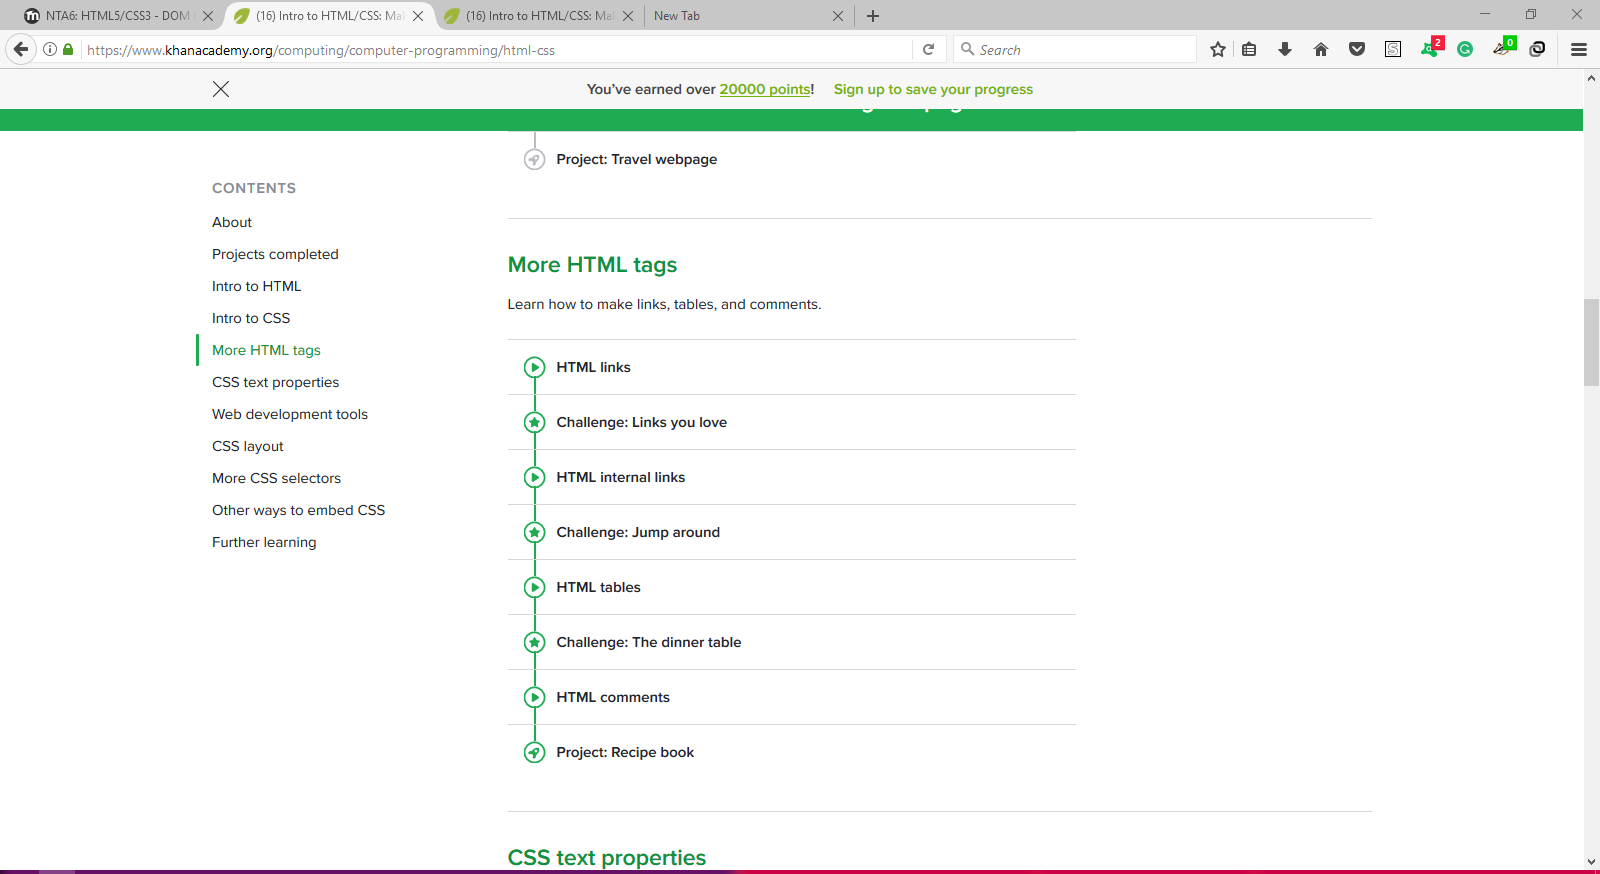 NTA6: HTML5/CSS3 - DOM
(16) Intro to HTML/CSS: Mal
(16) Intro to HTML/CSS: Mal
New Tab
https://www.khanacademy.org/computing/computer-programming/html-css
Search
2
0
You've earned over 20000 points! Sign up to save your progress
Project: Travel webpage
CONTENTS
About
Projects completed
Intro to HTML
Intro to CSS
More HTML tags
CSS text properties
Web development tools
CSS layout
More CSS selectors
Other ways to embed CSS
Further learning
More HTML tags
Learn how to make links, tables, and comments.
HTML links
Challenge: Links you love
HTML internal links
Challenge: Jump around
HTML tables
Challenge: The dinner table
HTML comments
Project: Recipe book
CSS text properties